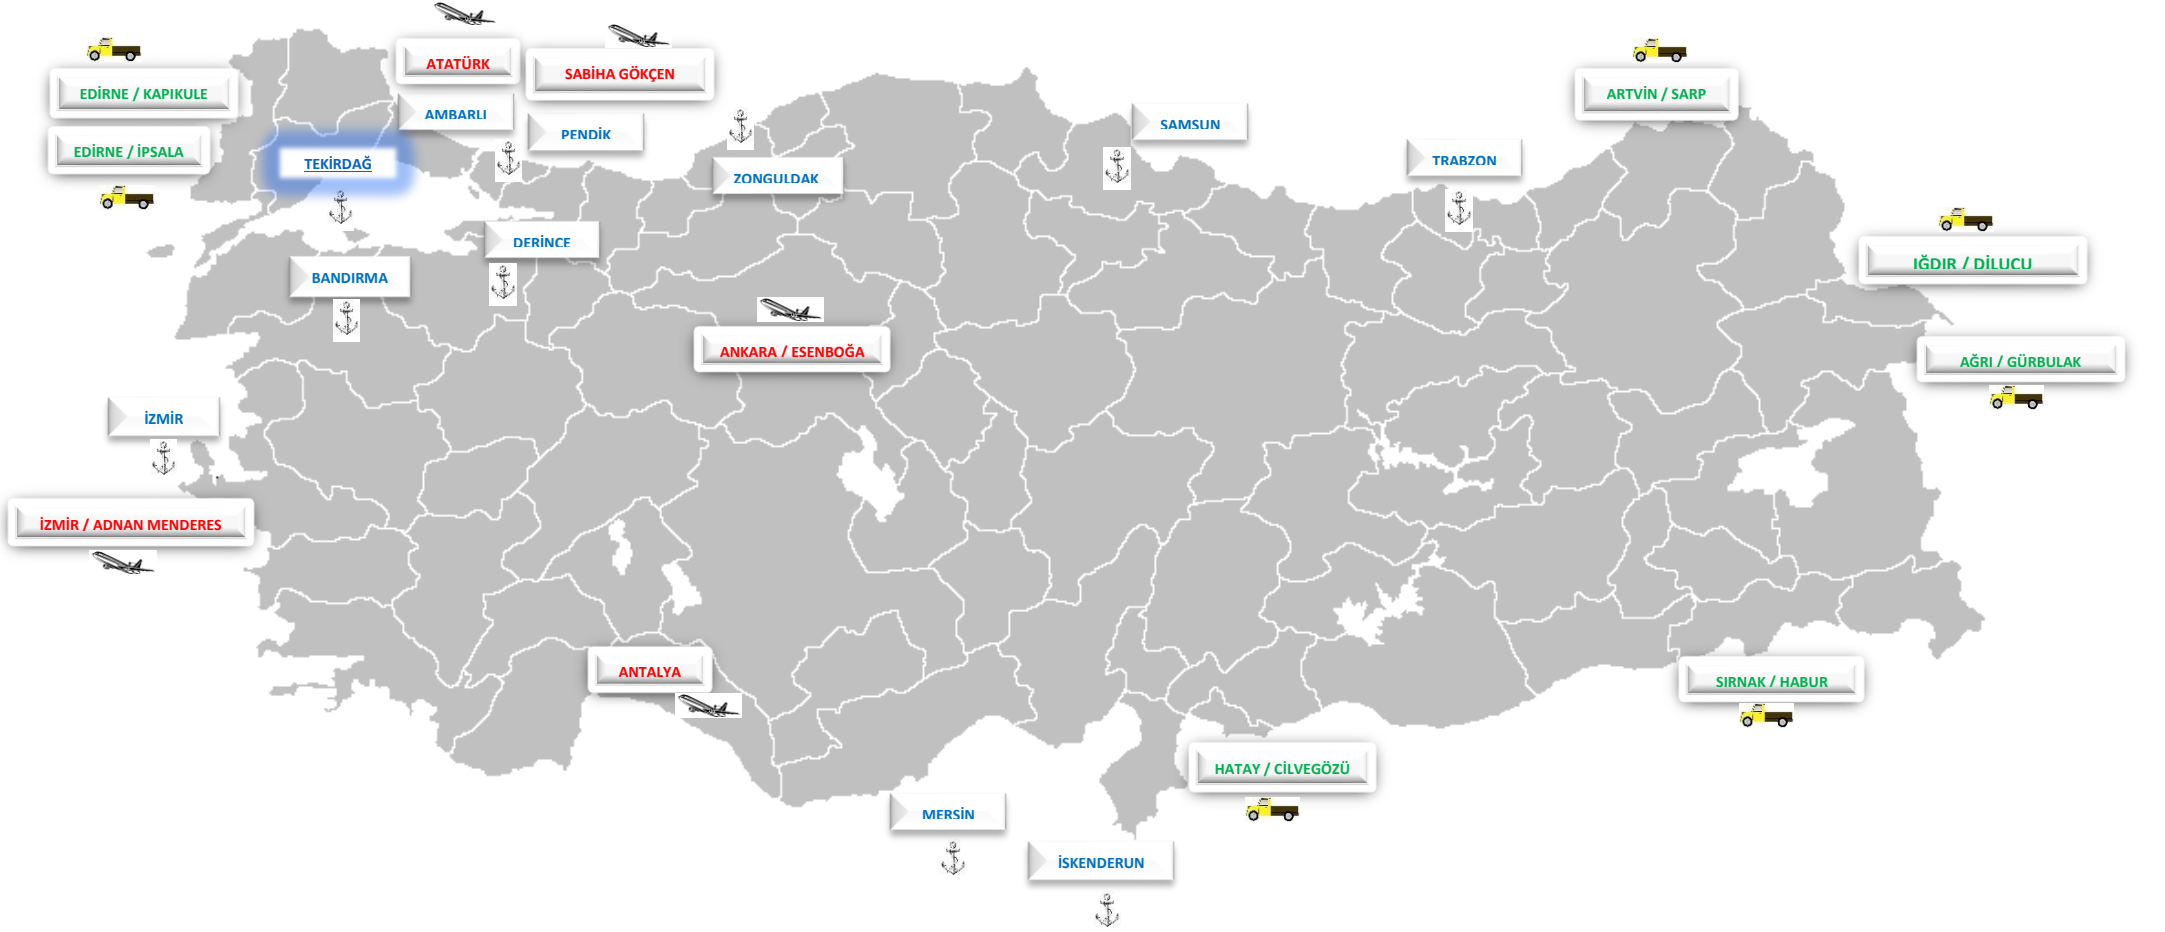 ATATÜRK
SABİHA GÖKÇEN
EDİRNE / KAPIKULE
ARTVİN / SARP
AMBARLI
SAMSUN
PENDİK
EDİRNE / İPSALA
TEKİRDAĞ
TRABZON
ZONGULDAK
DERİNCE
IĞDIR / DİLUCU
BANDIRMA
ANKARA / ESENBOĞA
AĞRI / GÜRBULAK
İZMİR
İZMİR / ADNAN MENDERES
ANTALYA
SIRNAK / HABUR
HATAY / CİLVEGÖZÜ
MERSİN
İSKENDERUN